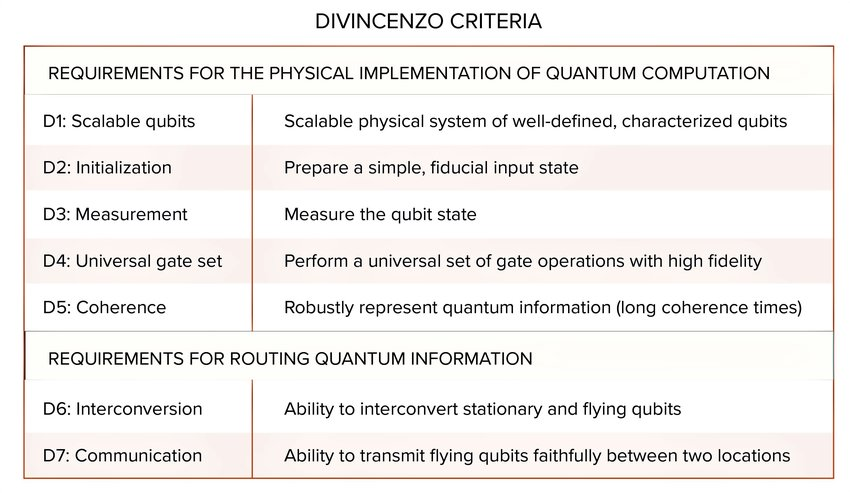 DIVINCENZO CRITERIA
REQUIREMENTS FOR THE PHYSICAL IMPLEMENTATION OF QUANTUM COMPUTATION
D1: Scalable qubits Scalable physical system of well-defined, characterized qubits
D2: Initialization Prepare a simple, fiducial input state
D3: Measurement Measure the qubit state
D4: Universal gate set Perform a universal set of gate operations with high fidelity
D5: Coherence Robustly represent quantum information (long coherence times)
REQUIREMENTS FOR ROUTING QUANTUM INFORMATION
D6: Interconversion Ability to interconvert stationary and flying qubits
D7: Communication Ability to transmit flying qubits faithfully between two locations